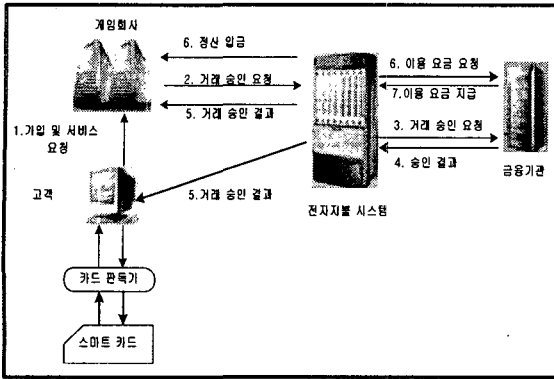 게임회사
6. 정산 입금
2. 거래 승인 요청
5. 거래 승인 결과
6. 이용 요금 요청
7.이용 요금 지급
3. 거래 승인 요청
4. 승인 결과
1.가입 및 서비스
요청
고객
5.거래 승인 결과
전자지불 시스템
금융기관
카드 판독기
스마트 카드